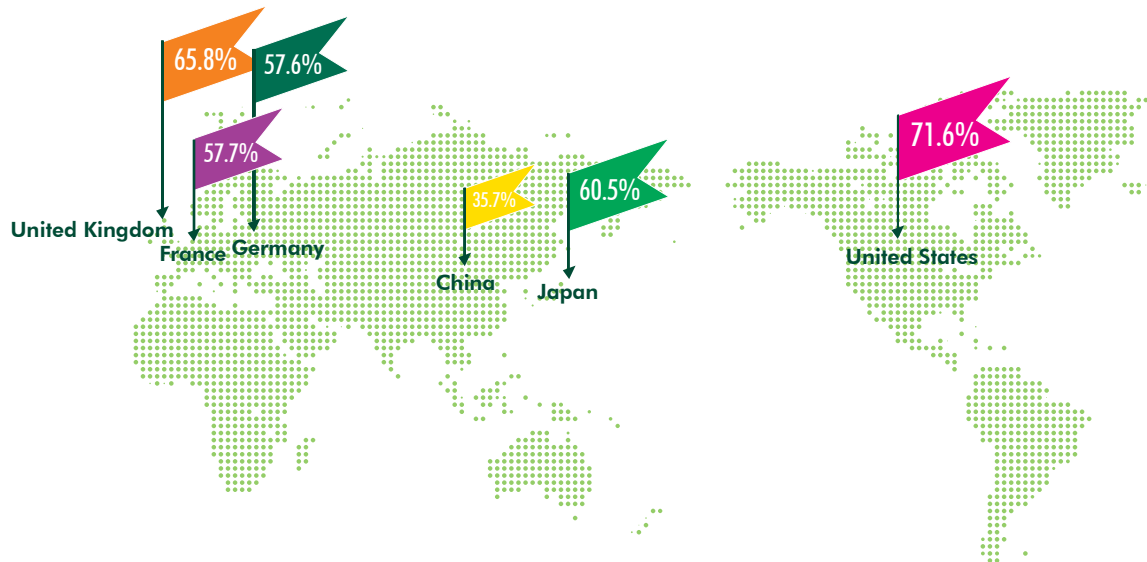 65.8%
57.6%
57.7%
35.7%
60.5%
71.6%
United Kingdom
France
Germany
China
Japan
United States